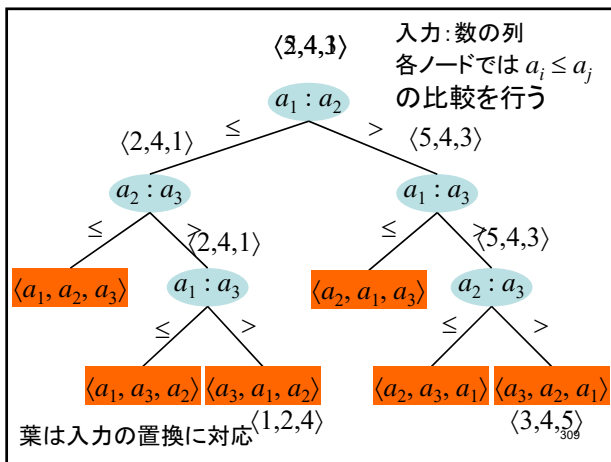 入力:数の列
各ノードでは a_i ≤ a_j
の比較を行う
a_1 : a_2
≤ >
⟨2,4,1⟩ ⟨5,4,3⟩
a_2 : a_3 a_1 : a_3
≤ > ≤ >
⟨2,4,1⟩ ⟨5,4,3⟩
⟨a_1, a_2, a_3⟩ a_1 : a_3 ⟨a_2, a_1, a_3⟩ a_2 : a_3
≤ > ≤ >
⟨a_1, a_3, a_2⟩ ⟨a_3, a_1, a_2⟩ ⟨a_2, a_3, a_1⟩ ⟨a_3, a_2, a_1⟩
葉は入力の置換に対応 ⟨1,2,4⟩ ⟨3,4,5⟩
309